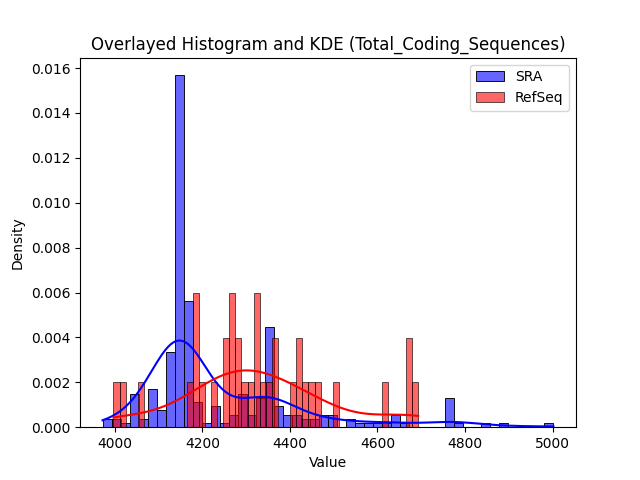 Overlayed Histogram and KDE (Total_Coding_Sequences)
SRA
RefSeq
Density
0.016
0.014
0.012
0.010
0.008
0.006
0.004
0.002
0.000
4000 4200 4400 4600 4800 5000
Value